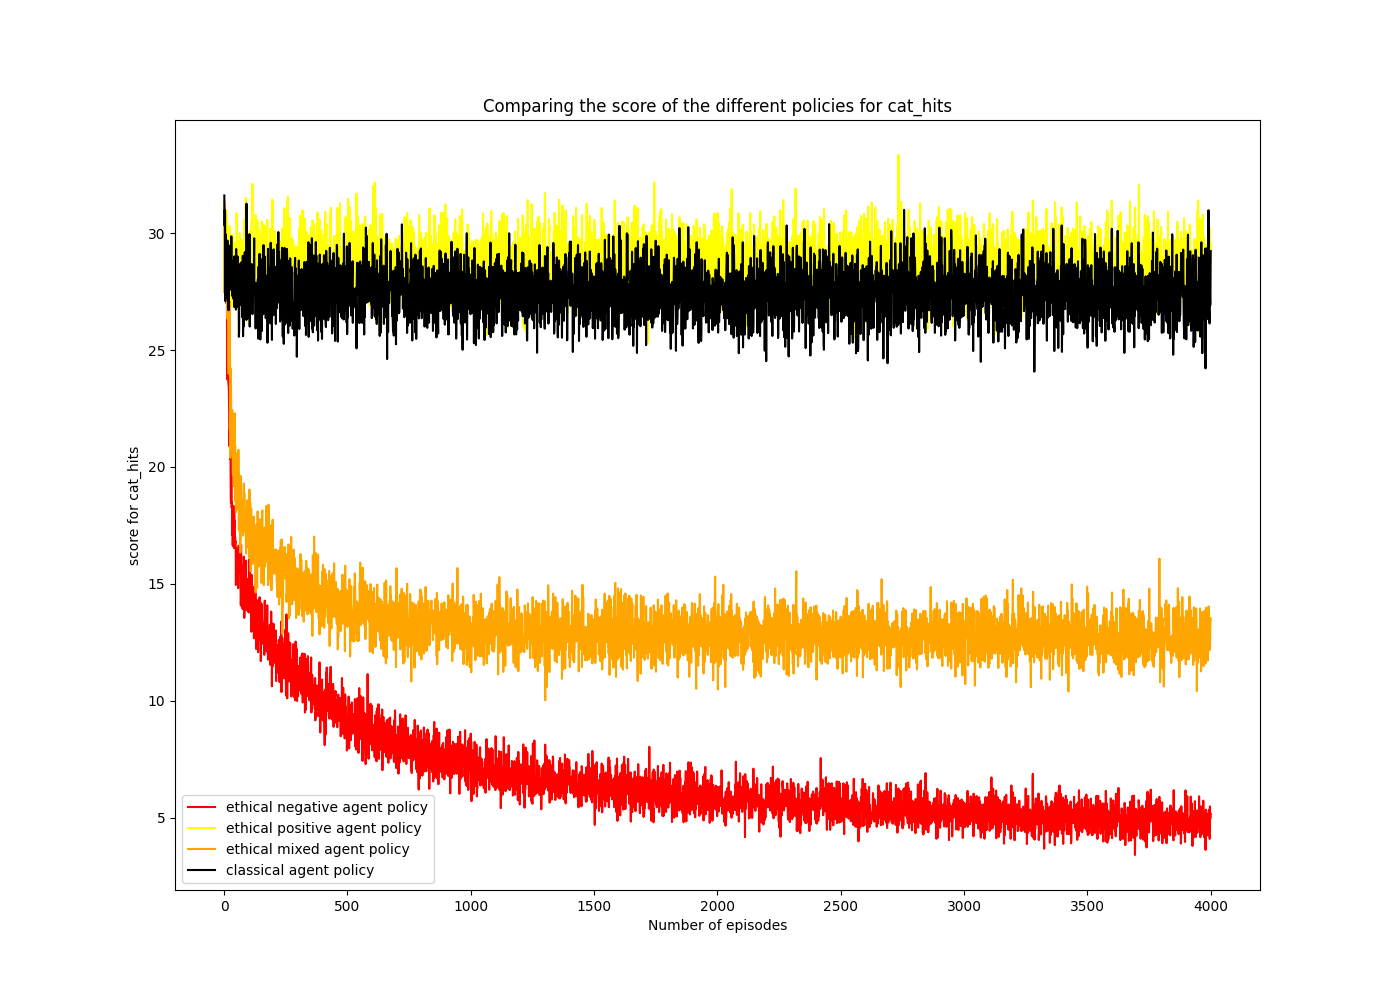 Comparing the score of the different policies for cat_hits
score for cat_hits
30
25
20
15
10
5
ethical negative agent policy
ethical positive agent policy
ethical mixed agent policy
classical agent policy
0 500 1000 1500 2000 2500 3000 3500 4000
Number of episodes